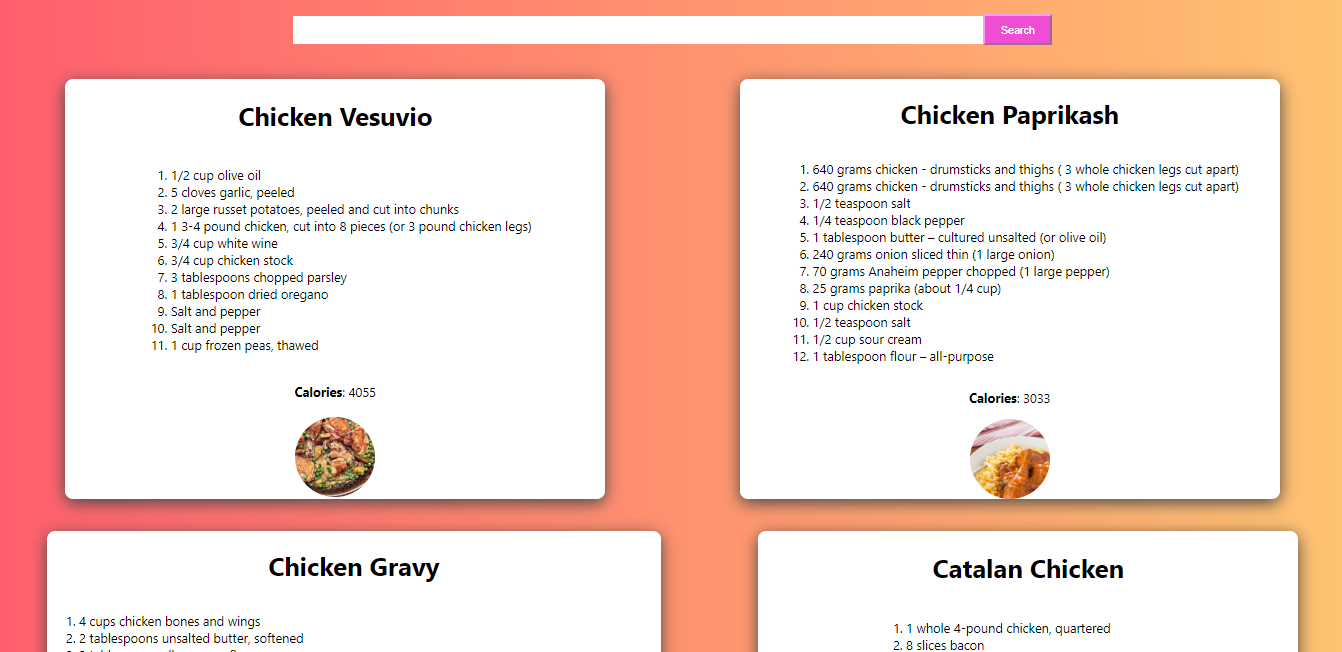 Search
Chicken Vesuvio
1. 1/2 cup olive oil
2. 5 cloves garlic, peeled
3. 2 large russet potatoes, peeled and cut into chunks
4. 1 3-4 pound chicken, cut into 8 pieces (or 3 pound chicken legs)
5. 3/4 cup white wine
6. 3/4 cup chicken stock
7. 3 tablespoons chopped parsley
8. 1 tablespoon dried oregano
9. Salt and pepper
10. Salt and pepper
11. 1 cup frozen peas, thawed
Calories: 4055
Chicken Paprikash
1. 640 grams chicken - drumsticks and thighs ( 3 whole chicken legs cut apart)
2. 640 grams chicken - drumsticks and thighs ( 3 whole chicken legs cut apart)
3. 1/2 teaspoon salt
4. 1/4 teaspoon black pepper
5. 1 tablespoon butter – cultured unsalted (or olive oil)
6. 240 grams onion sliced thin (1 large onion)
7. 70 grams Anaheim pepper chopped (1 large pepper)
8. 25 grams paprika (about 1/4 cup)
9. 1 cup chicken stock
10. 1/2 teaspoon salt
11. 1/2 cup sour cream
12. 1 tablespoon flour – all-purpose
Calories: 3033
Chicken Gravy
1. 4 cups chicken bones and wings
2. 2 tablespoons unsalted butter, softened
Catalan Chicken
1. 1 whole 4-pound chicken, quartered
2. 8 slices bacon